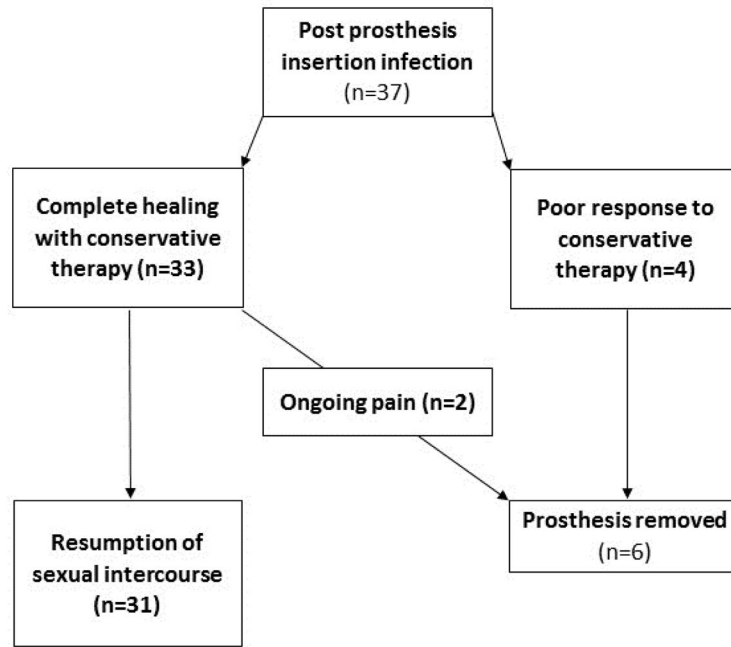 Post prosthesis
insertion infection
(n=37)
Complete healing
with conservative
therapy (n=33)
Poor response to
conservative
therapy (n=4)
Ongoing pain (n=2)
Resumption of
sexual intercourse
(n=31)
Prosthesis removed
(n=6)